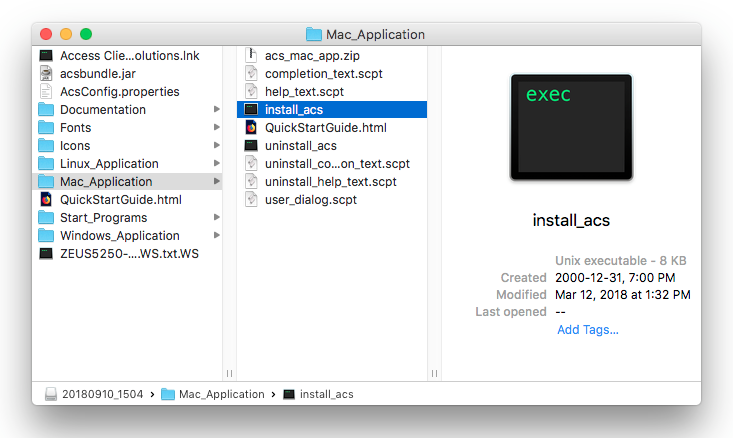 Mac_Application
Access Clie...olutions.lnk
acsbundle.jar
AcsConfig.properties
Documentation
Fonts
Icons
Linux_Application
Mac_Application
QuickStartGuide.html
Start_Programs
Windows_Application
ZEUS5250-....WS.txt.WS
acs_mac_app.zip
completion_text.scpt
help_text.scpt
install_acs
QuickStartGuide.html
uninstall_acs
uninstall_co...on_text.scpt
uninstall_help_text.scpt
user_dialog.scpt
exec
install_acs
Unix executable - 8 KB
Created 2000-12-31, 7:00 PM
Modified Mar 12, 2018 at 1:32 PM
Last opened --
Add Tags...
20180910_1504 › Mac_Application › install_acs